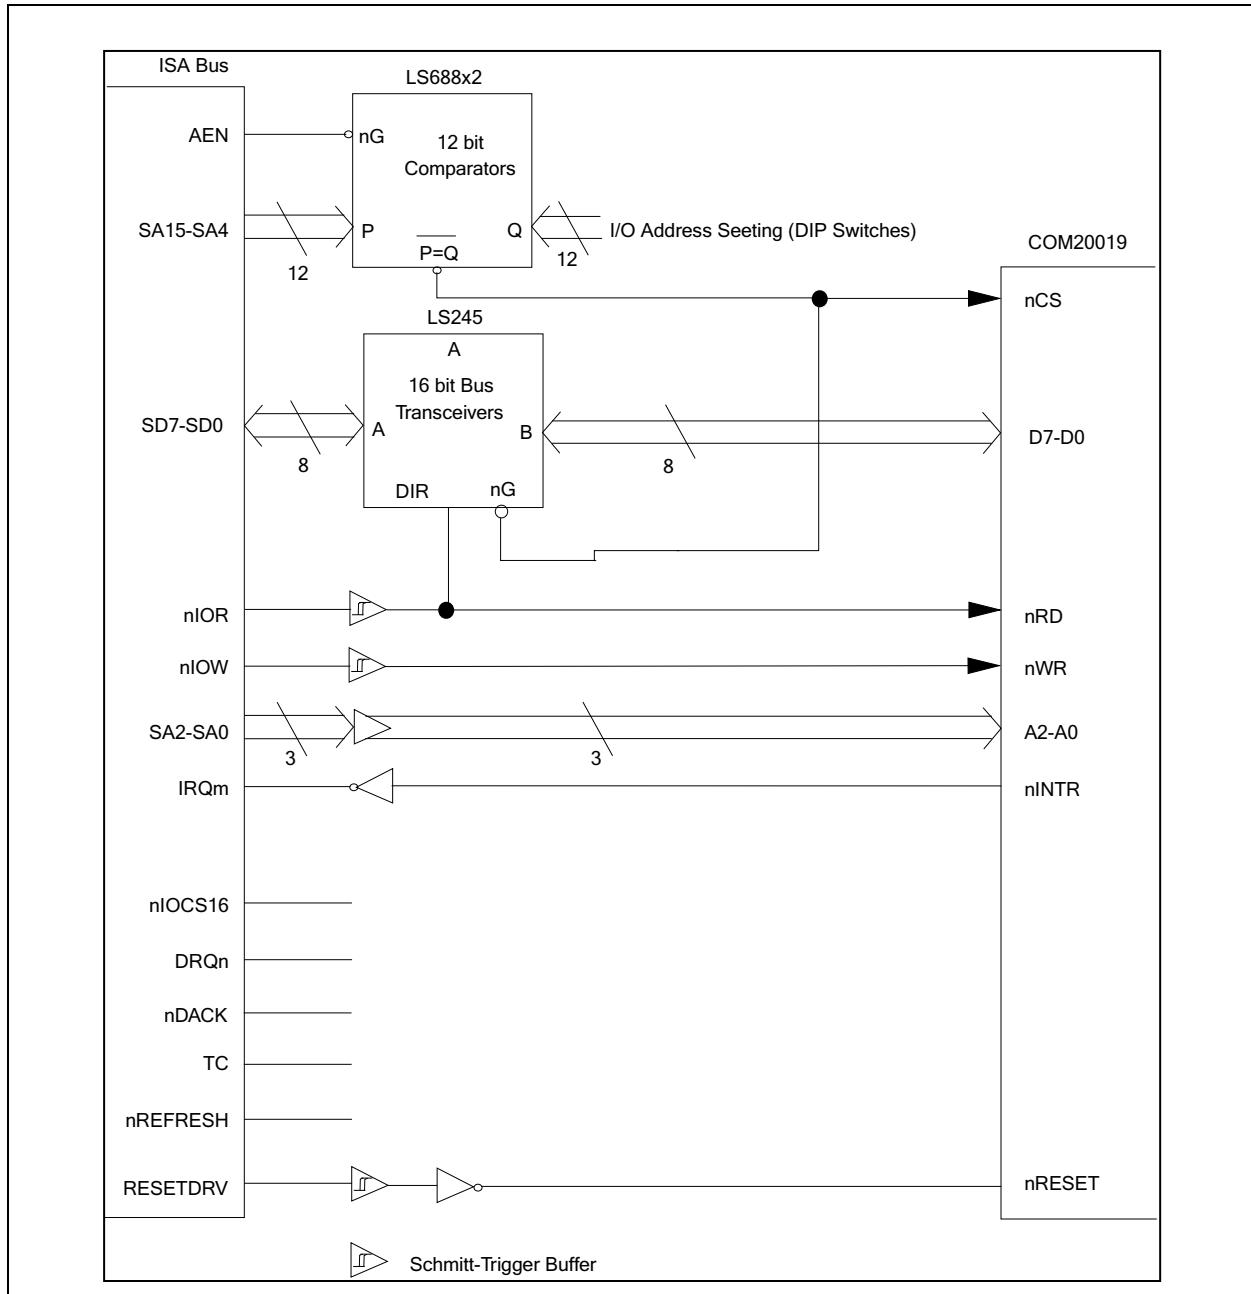 ISA Bus
LS688x2
AEN
nG
12 bit
Comparators
SA15-SA4
12
P
P=Q
Q
12
I/O Address Seeting (DIP Switches)
COM20019
nCS
LS245
A
16 bit Bus
Transceivers
SD7-SD0
8
A
B
8
D7-D0
DIR
nG
nIOR
nRD
nIOW
nWR
SA2-SA0
3
3
A2-A0
IRQm
nINTR
nIOCS16
DRQn
nDACK
TC
nREFRESH
RESETDRV
nRESET
Schmitt-Trigger Buffer